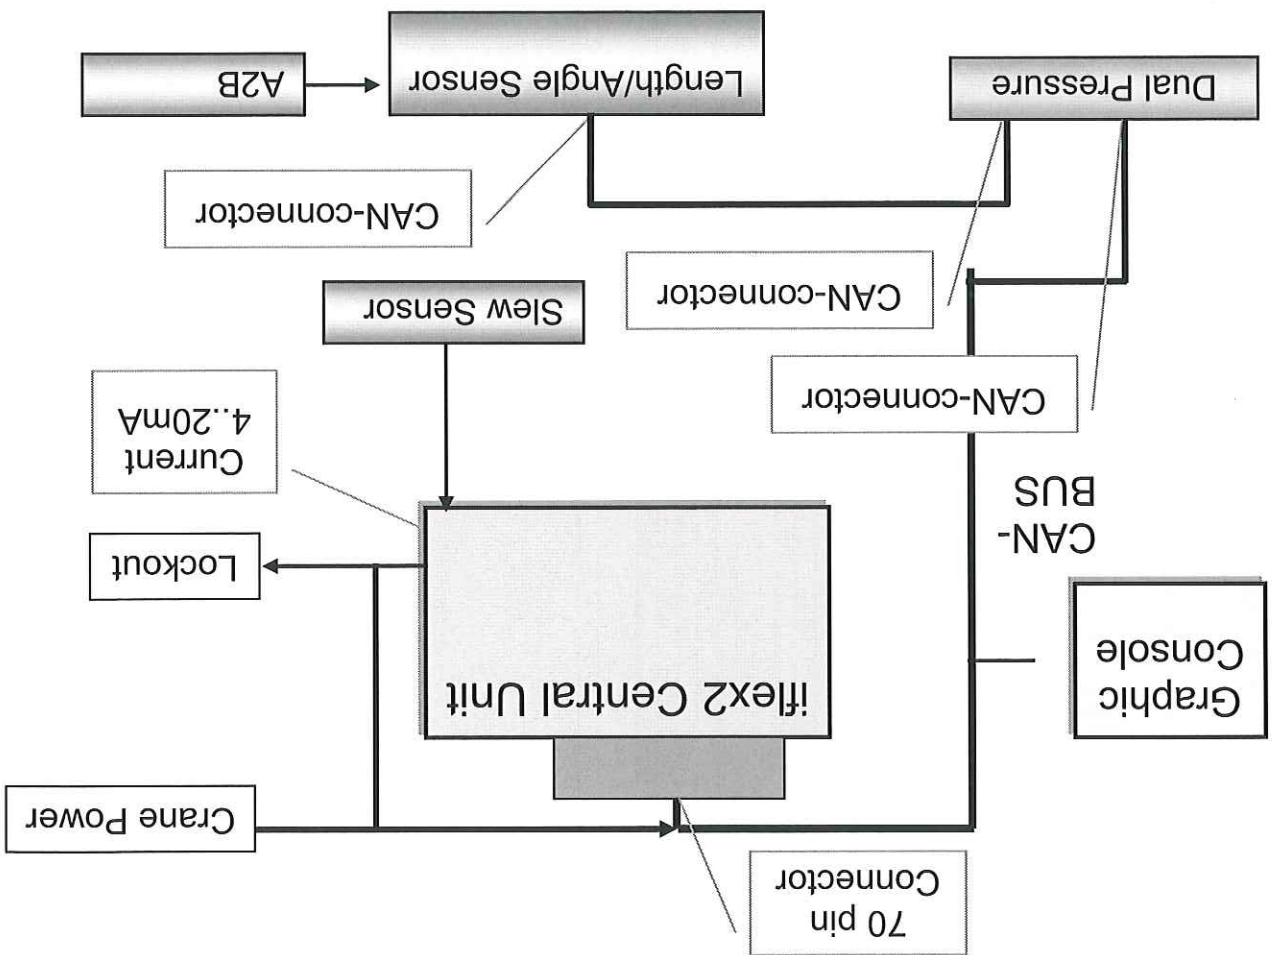 70 pin
Connector
Crane Power
Graphic
Console
iflex2 Central Unit
Lockout
CAN-
BUS
Current
4..20mA
CAN-connector
Slew Sensor
CAN-connector
CAN-connector
Dual Pressure
Length/Angle Sensor
A2B